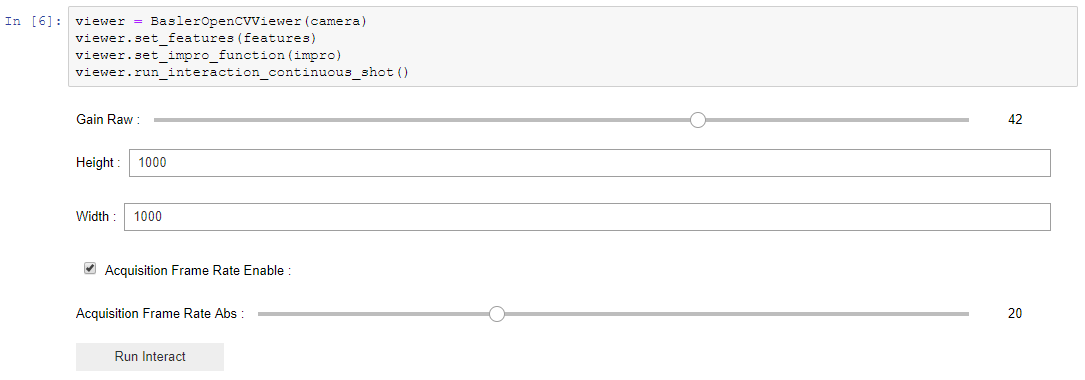 In [6]: viewer = BaslerOpenCVViewer(camera)
viewer.set_features(features)
viewer.set_impro_function(impro)
viewer.run_interaction_continuous_shot()
Gain Raw : 42
Height : 1000
Width : 1000
Acquisition Frame Rate Enable :
Acquisition Frame Rate Abs : 20
Run Interact